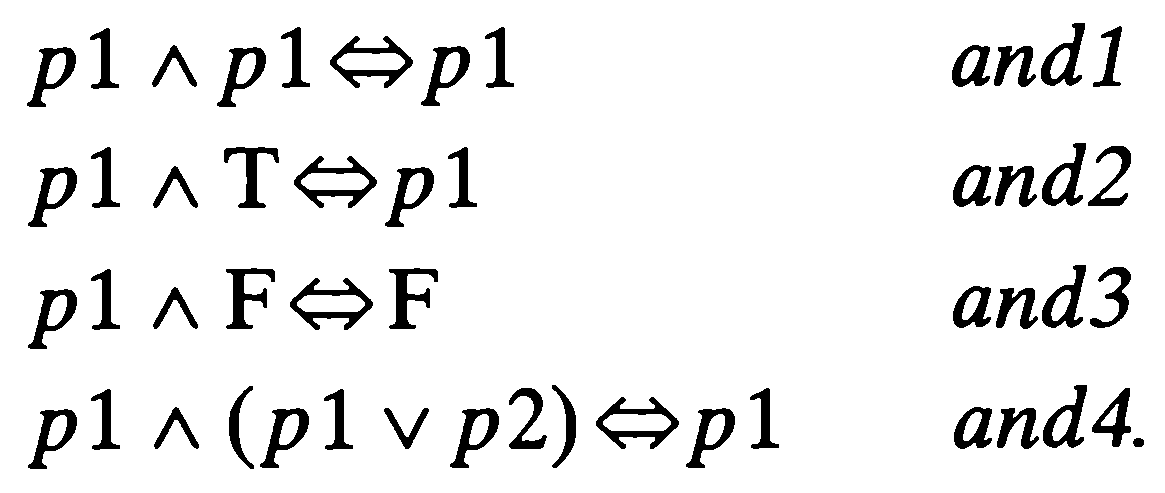 p1 ∧ p1 ⇔ p1 and1
p1 ∧ T ⇔ p1 and2
p1 ∧ F ⇔ F and3
p1 ∧ (p1 ∨ p2) ⇔ p1 and4.